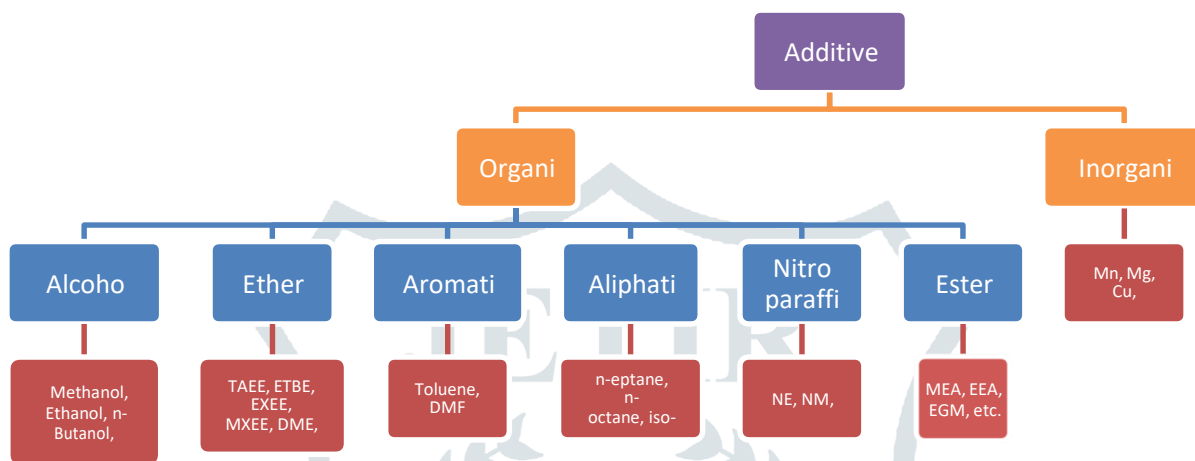 Additive
Organi
Inorgani
Alcoho
Ether
Aromati
Aliphati
Nitro
paraffi
Ester
Mn, Mg,
Cu,
Methanol,
Ethanol, n-
Butanol,
TAEE, ETBE,
EXEE,
MXEE, DME,
Toluene,
DMF
n-eptane,
n-
octane, iso-
NE, NM,
MEA, EEA,
EGM, etc.
JETIR